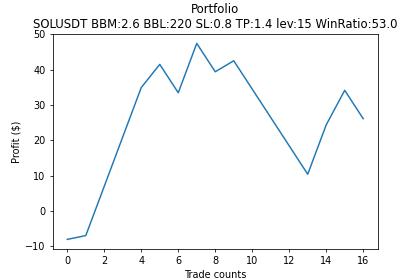 Portfolio
SOLUSDT BBM:2.6 BBL:220 SL:0.8 TP:1.4 lev:15 WinRatio:53.0
50
40
30
20
10
0
−10
Profit ($)
0 2 4 6 8 10 12 14 16
Trade counts